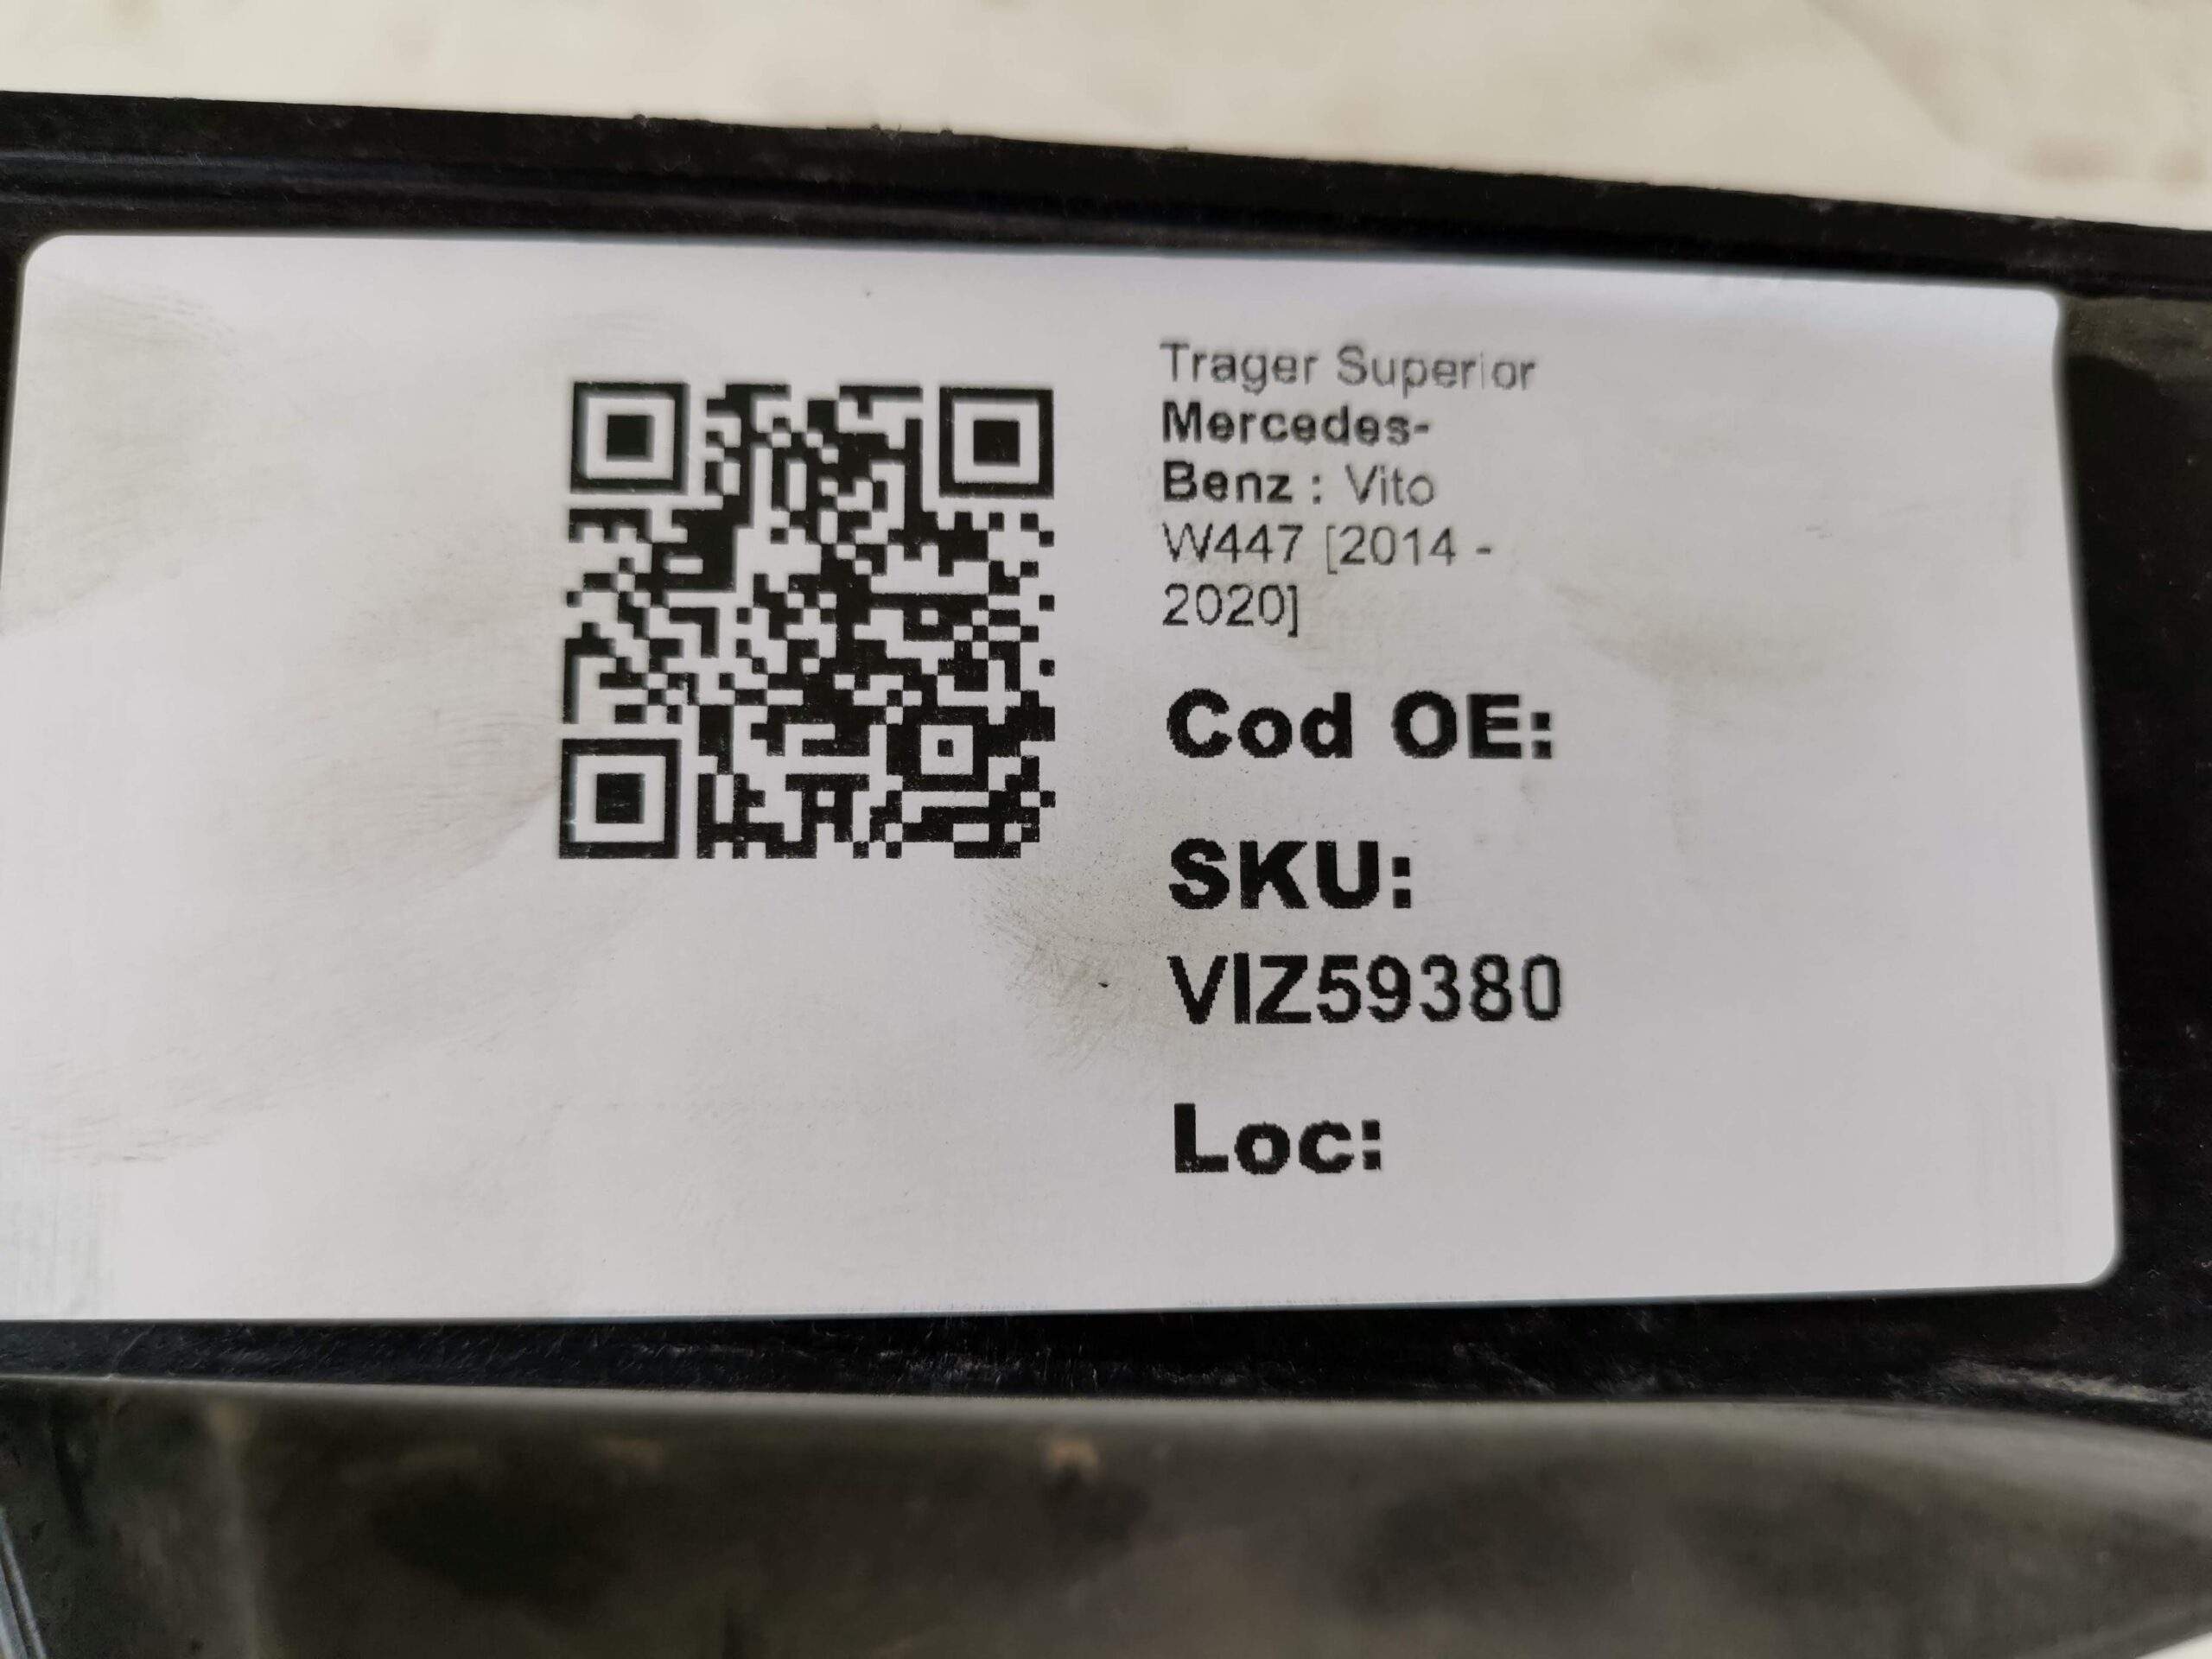 Trager Superior
Mercedes-
Benz : Vito
W447 [2014 -
2020]
Cod OE:
SKU:
VIZ59380
Loc: